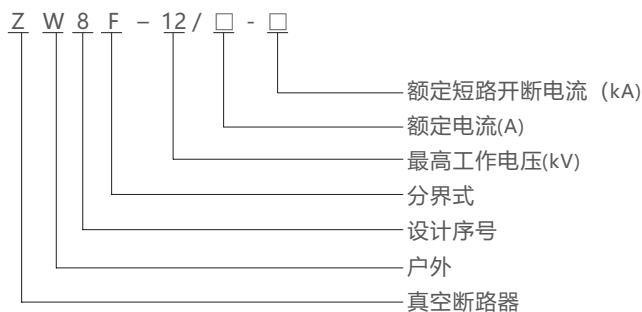 Z W 8 F – 12 / □ - □
额定短路开断电流（kA)
额定电流(A)
最高工作电压(kV)
分界式
设计序号
户外
真空断路器